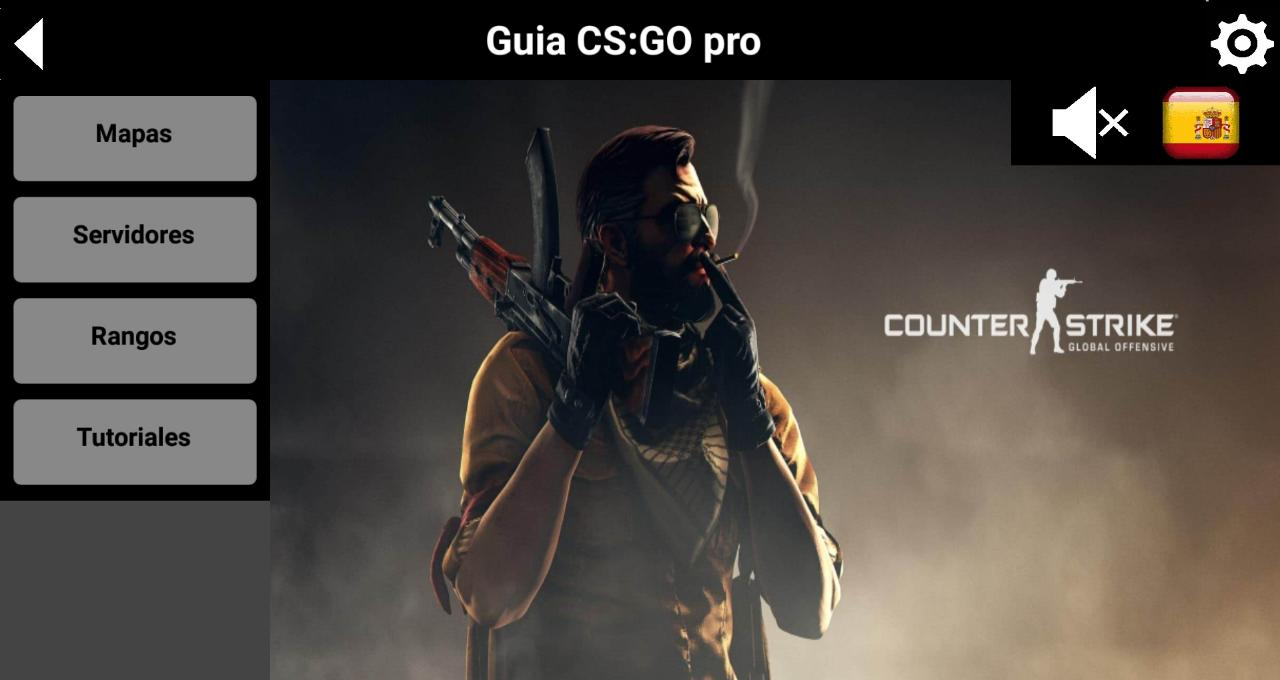 Guia CS:GO pro
Mapas
Servidores
Rangos
Tutoriales
COUNTER STRIKE
GLOBAL OFFENSIVE